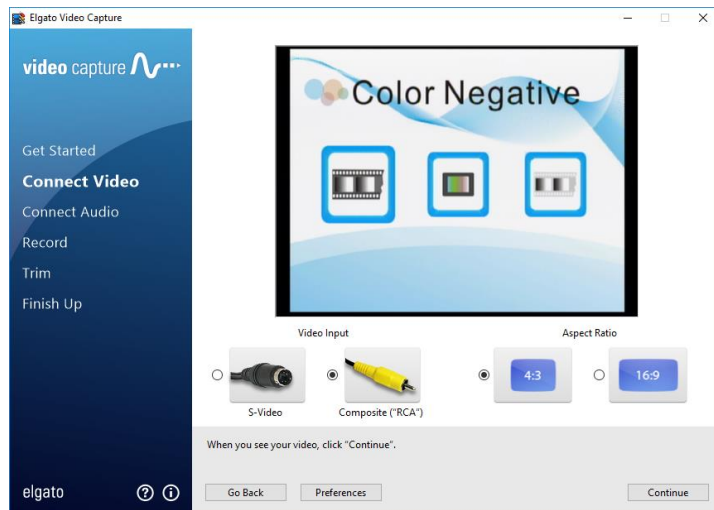 Elgato Video Capture
video capture
Get Started
Connect Video
Connect Audio
Record
Trim
Finish Up
elgato
Color Negative
Video Input
Aspect Ratio
4:3
16:9
S-Video
Composite ("RCA")
When you see your video, click "Continue".
Go Back
Preferences
Continue